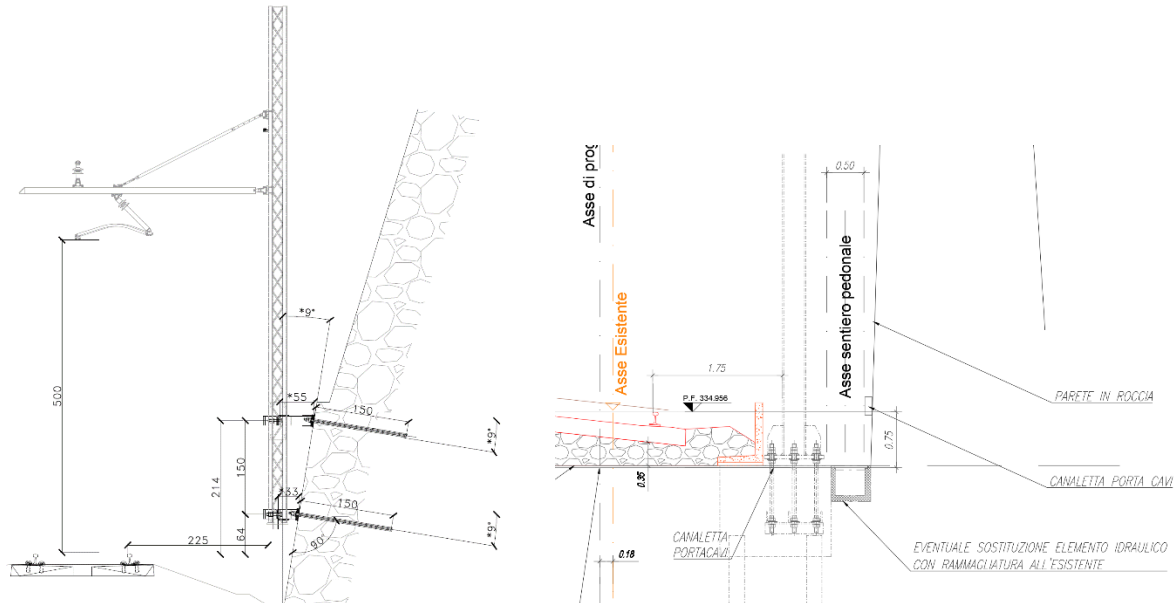 500
*9°
*55
150
*9°
150
214
*33
150
*9°
64
90°
225
Asse di prog
Asse Esistente
Asse sentiero pedonale
0.50
1.75
P.F. 334.956
0.75
0.35
0.18
PARETE IN ROCCIA
CANALETTA PORTA CAVI
CANALETTA
PORTACAVI
EVENTUALE SOSTITUZIONE ELEMENTO IDRAULICO
CON RAMMAGLIATURA ALL'ESISTENTE